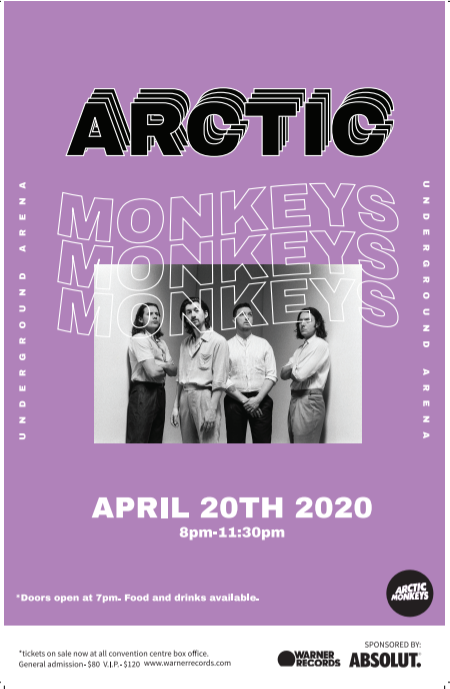 ARCTIC
MONKEYS
MONKEYS
MONKEYS
UNDERGROUND ARENA
UNDERGROUND ARENA
APRIL 20TH 2020
8pm-11:30pm
*Doors open at 7pm. Food and drinks available.
ARCTIC
MONKEYS
*tickets on sale now at all convention centre box office.
General admission-$80 V.I.P.-$120 www.warnerrecords.com
WARNER
RECORDS
SPONSORED BY:
ABSOLUT.